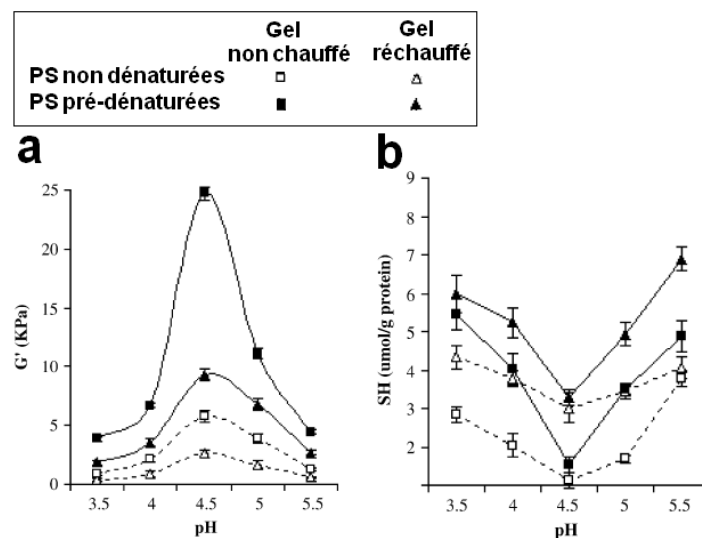 Gel non chauffé
Gel réchauffé
PS non dénaturées
PS pré-dénaturées
a
b
25
20
15
10
5
0
G' (KPa)
3.5 4 4.5 5 5.5
pH
9
8
7
6
5
4
3
2
1
SH (umol/g protein)
3.5 4 4.5 5 5.5
pH